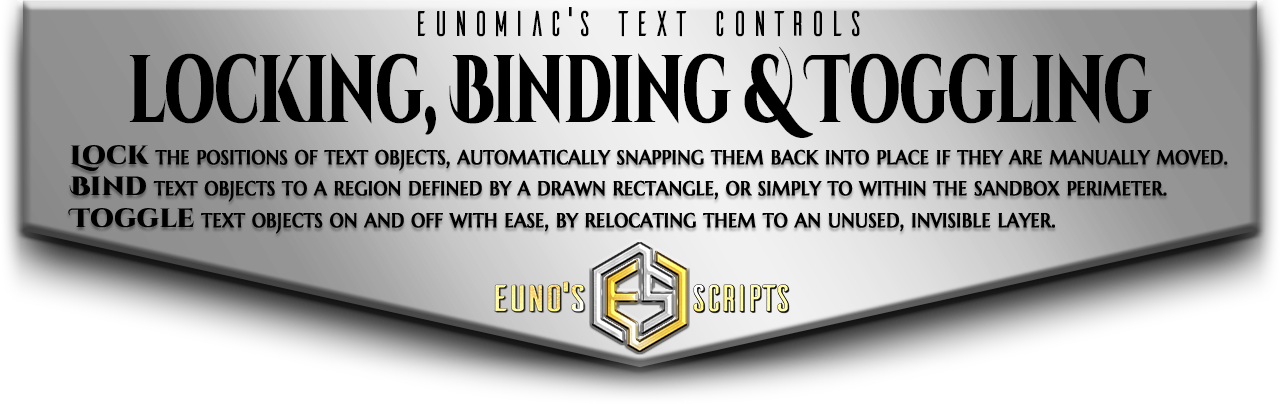 EUNOMIAC'S TEXT CONTROLS
LOCKING, BINDING & TOGGLING
LOCK THE POSITIONS OF TEXT OBJECTS, AUTOMATICALLY SNAPPING THEM BACK INTO PLACE IF THEY ARE MANUALLY MOVED.
BIND TEXT OBJECTS TO A REGION DEFINED BY A DRAWN RECTANGLE, OR SIMPLY TO WITHIN THE SANDBOX PERIMETER.
TOGGLE TEXT OBJECTS ON AND OFF WITH EASE, BY RELOCATING THEM TO AN UNUSED, INVISIBLE LAYER.
EUNO'S ES SCRIPTS